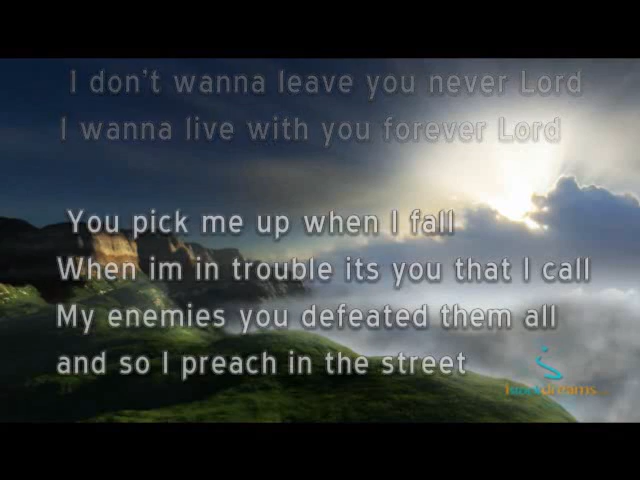 I don't wanna leave you never Lord
I wanna live with you forever Lord
You pick me up when I fall
When im in trouble its you that I call
My enemies you defeated them all
and so I preach in the street